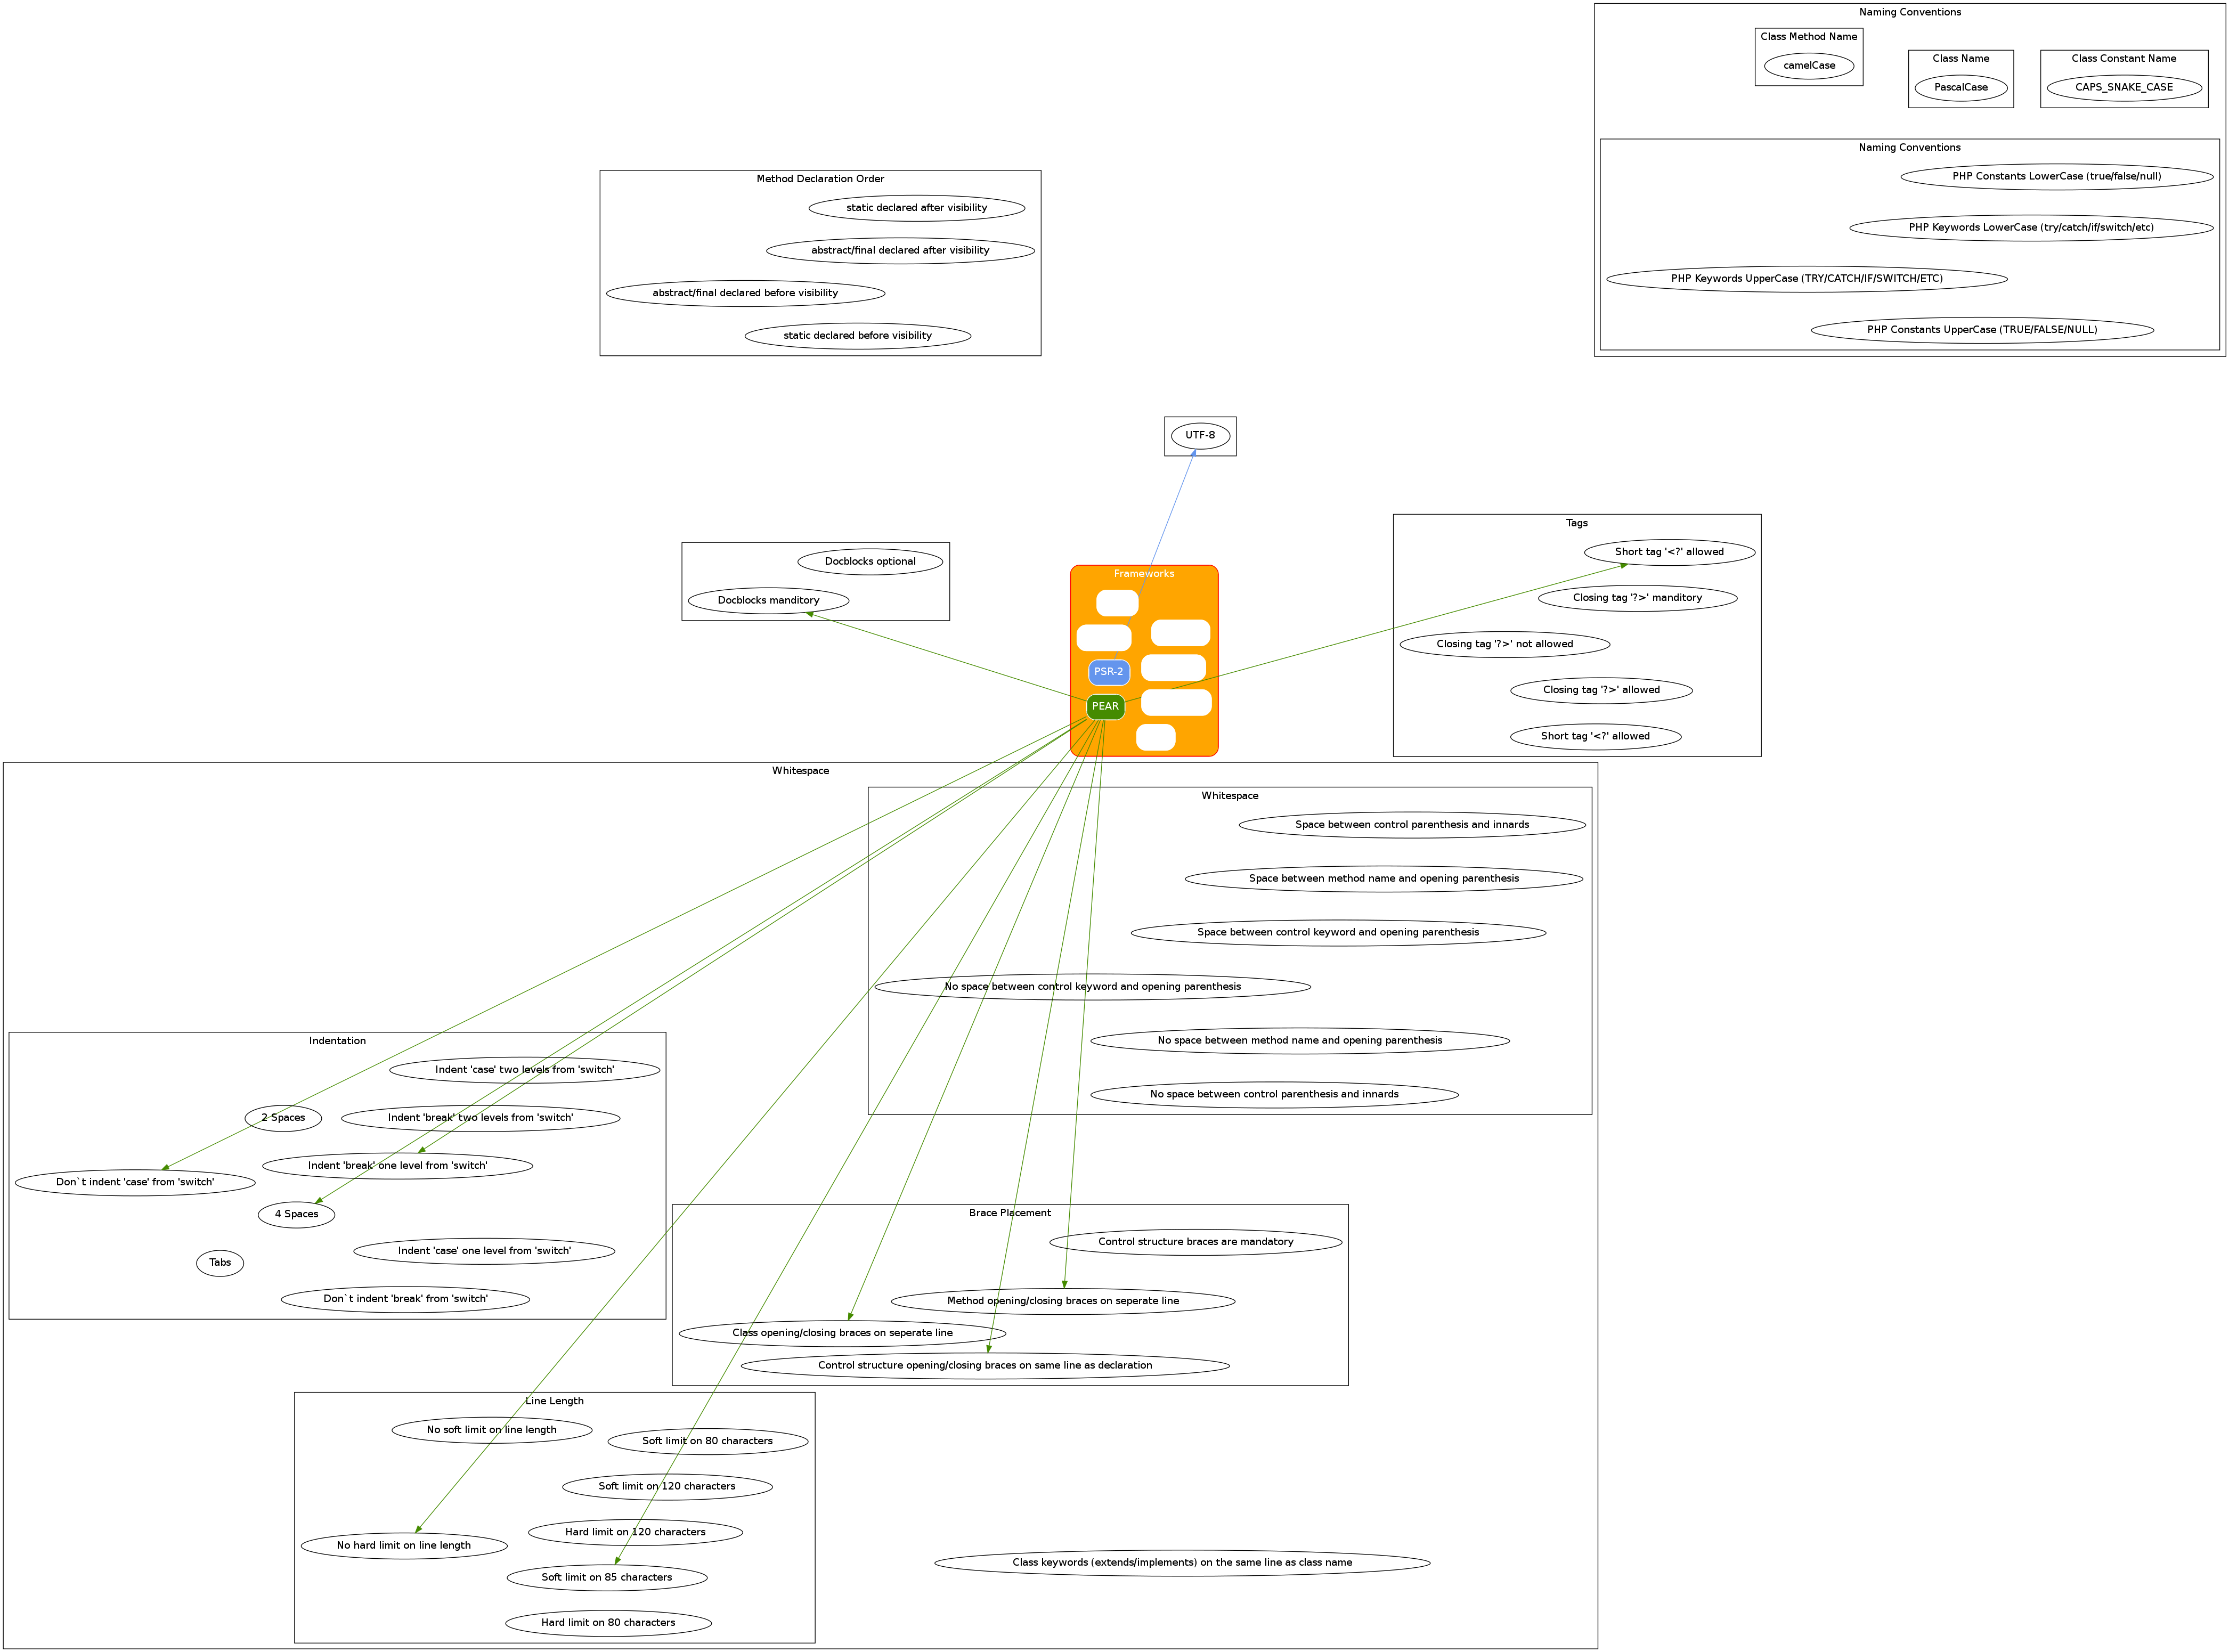 Naming Conventions
Class Method Name
camelCase
Class Name
PascalCase
Class Constant Name
CAPS_SNAKE_CASE
Naming Conventions
PHP Constants LowerCase (true/false/null)
PHP Keywords LowerCase (try/catch/if/switch/etc)
PHP Keywords UpperCase (TRY/CATCH/IF/SWITCH/ETC)
PHP Constants UpperCase (TRUE/FALSE/NULL)
Method Declaration Order
static declared after visibility
abstract/final declared after visibility
abstract/final declared before visibility
static declared before visibility
UTF-8
Docblocks optional
Docblocks manditory
Frameworks
PSR-2
PEAR
Tags
Short tag '<?' allowed
Closing tag '?>' manditory
Closing tag '?>' not allowed
Closing tag '?>' allowed
Short tag '<?' allowed
Whitespace
Whitespace
Space between control parenthesis and innards
Space between method name and opening parenthesis
Space between control keyword and opening parenthesis
No space between control keyword and opening parenthesis
No space between method name and opening parenthesis
No space between control parenthesis and innards
Indentation
Indent 'case' two levels from 'switch'
2 Spaces
Indent 'break' two levels from 'switch'
Indent 'break' one level from 'switch'
Don`t indent 'case' from 'switch'
4 Spaces
Indent 'case' one level from 'switch'
Tabs
Don`t indent 'break' from 'switch'
Brace Placement
Control structure braces are mandatory
Method opening/closing braces on seperate line
Class opening/closing braces on seperate line
Control structure opening/closing braces on same line as declaration
Line Length
No soft limit on line length
Soft limit on 80 characters
Soft limit on 120 characters
Hard limit on 120 characters
No hard limit on line length
Soft limit on 85 characters
Hard limit on 80 characters
Class keywords (extends/implements) on the same line as class name